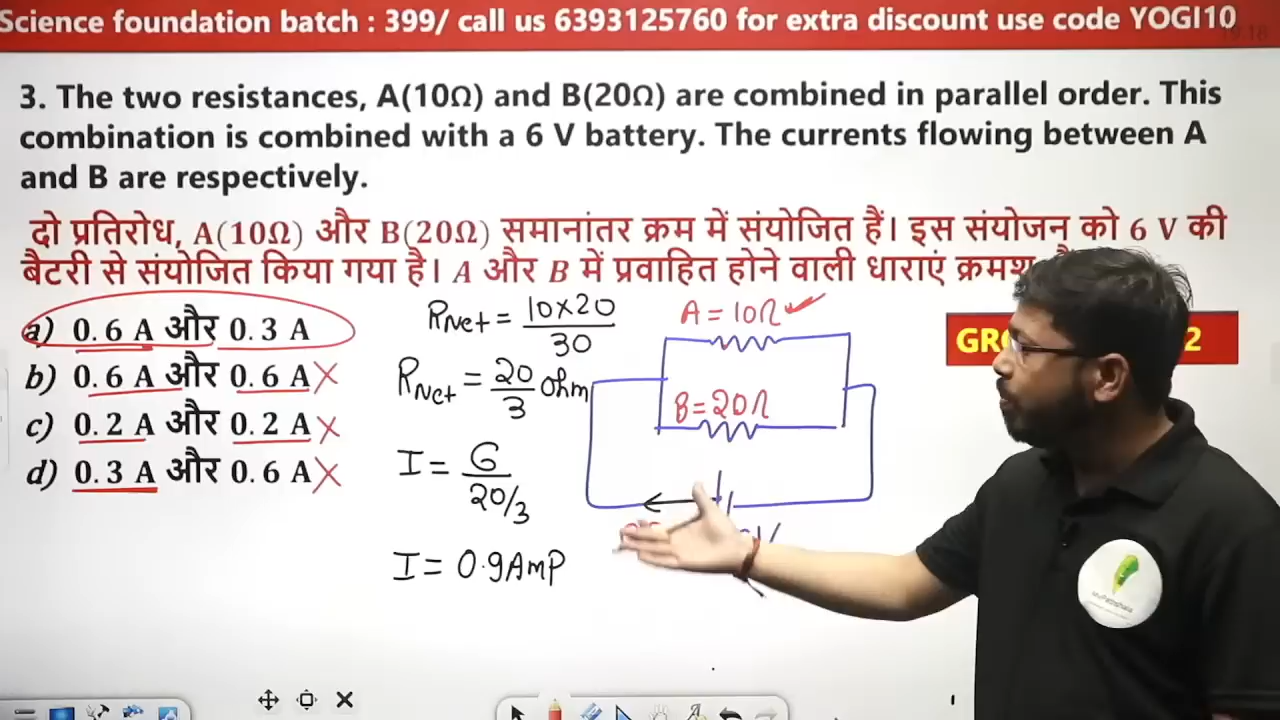 Science foundation batch : 399/ call us 6393125760 for extra discount use code YOGI10
3. The two resistances, A(10Ω) and B(20Ω) are combined in parallel order. This
combination is combined with a 6 V battery. The currents flowing between A
and B are respectively.
दो प्रतिरोध, A(10Ω) और B(20Ω) समानांतर क्रम में संयोजित हैं। इस संयोजन को 6 V की
बैटरी से संयोजित किया गया है। A और B में प्रवाहित होने वाली धाराएं
a) 0.6 A और 0.3 A
b) 0.6 A और 0.6 A
c) 0.2 A और 0.2 A
d) 0.3 A और 0.6 A
RNet = 10×20
30
RNet = 20 ohm
3
I = 6
20/3
I = 0.9Amp
A = 10Ω
B = 20Ω